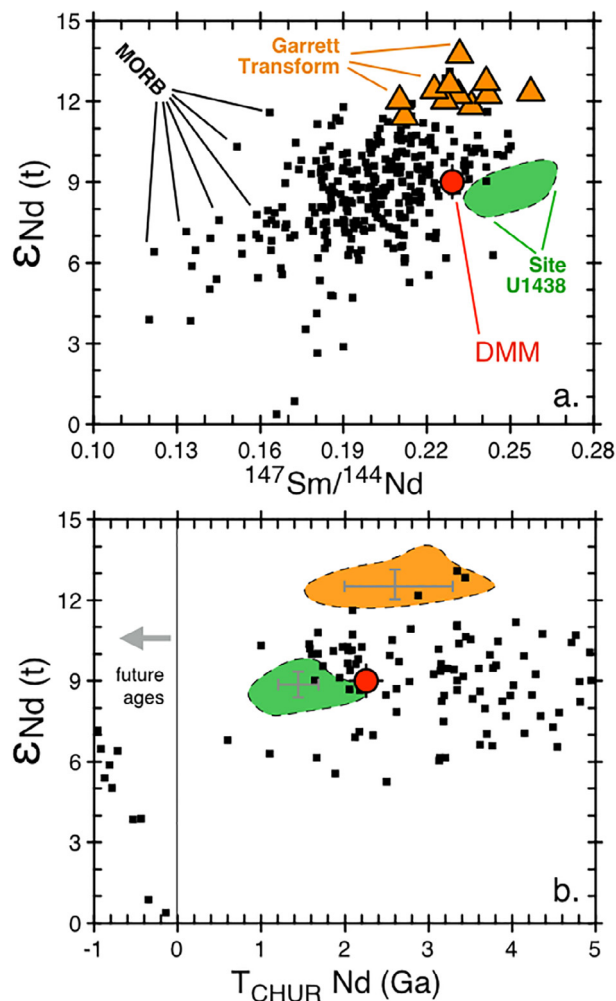 a.
15
12
9
6
3
0
εNd (t)
MORB
Garrett
Transform
Site
U1438
DMM
a.
0.10 0.13 0.16 0.19 0.22 0.25 0.28
147Sm/144Nd
b.
15
12
9
6
3
0
εNd (t)
future
ages
b.
-1 0 1 2 3 4 5
TCHUR Nd (Ga)